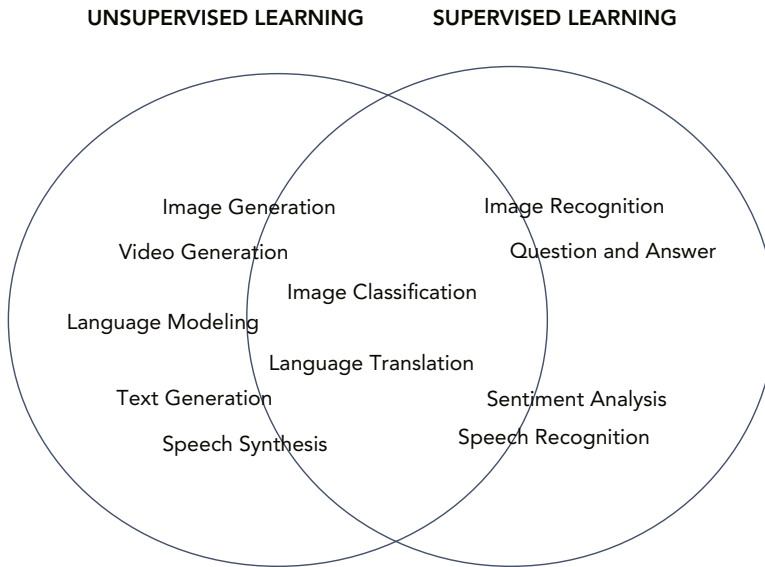 UNSUPERVISED LEARNING
SUPERVISED LEARNING
Image Generation
Image Recognition
Video Generation
Question and Answer
Image Classification
Language Modeling
Language Translation
Text Generation
Sentiment Analysis
Speech Synthesis
Speech Recognition